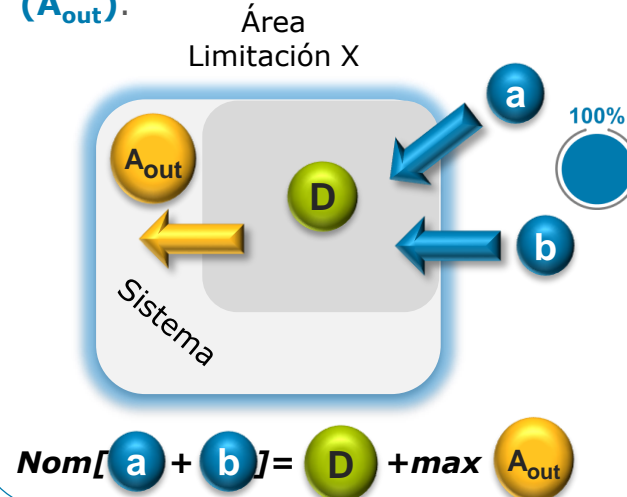 (Aout).
Área
Limitación X
a
100%
Aout
D
b
Sistema
Nom[ a + b ]= D +max Aout